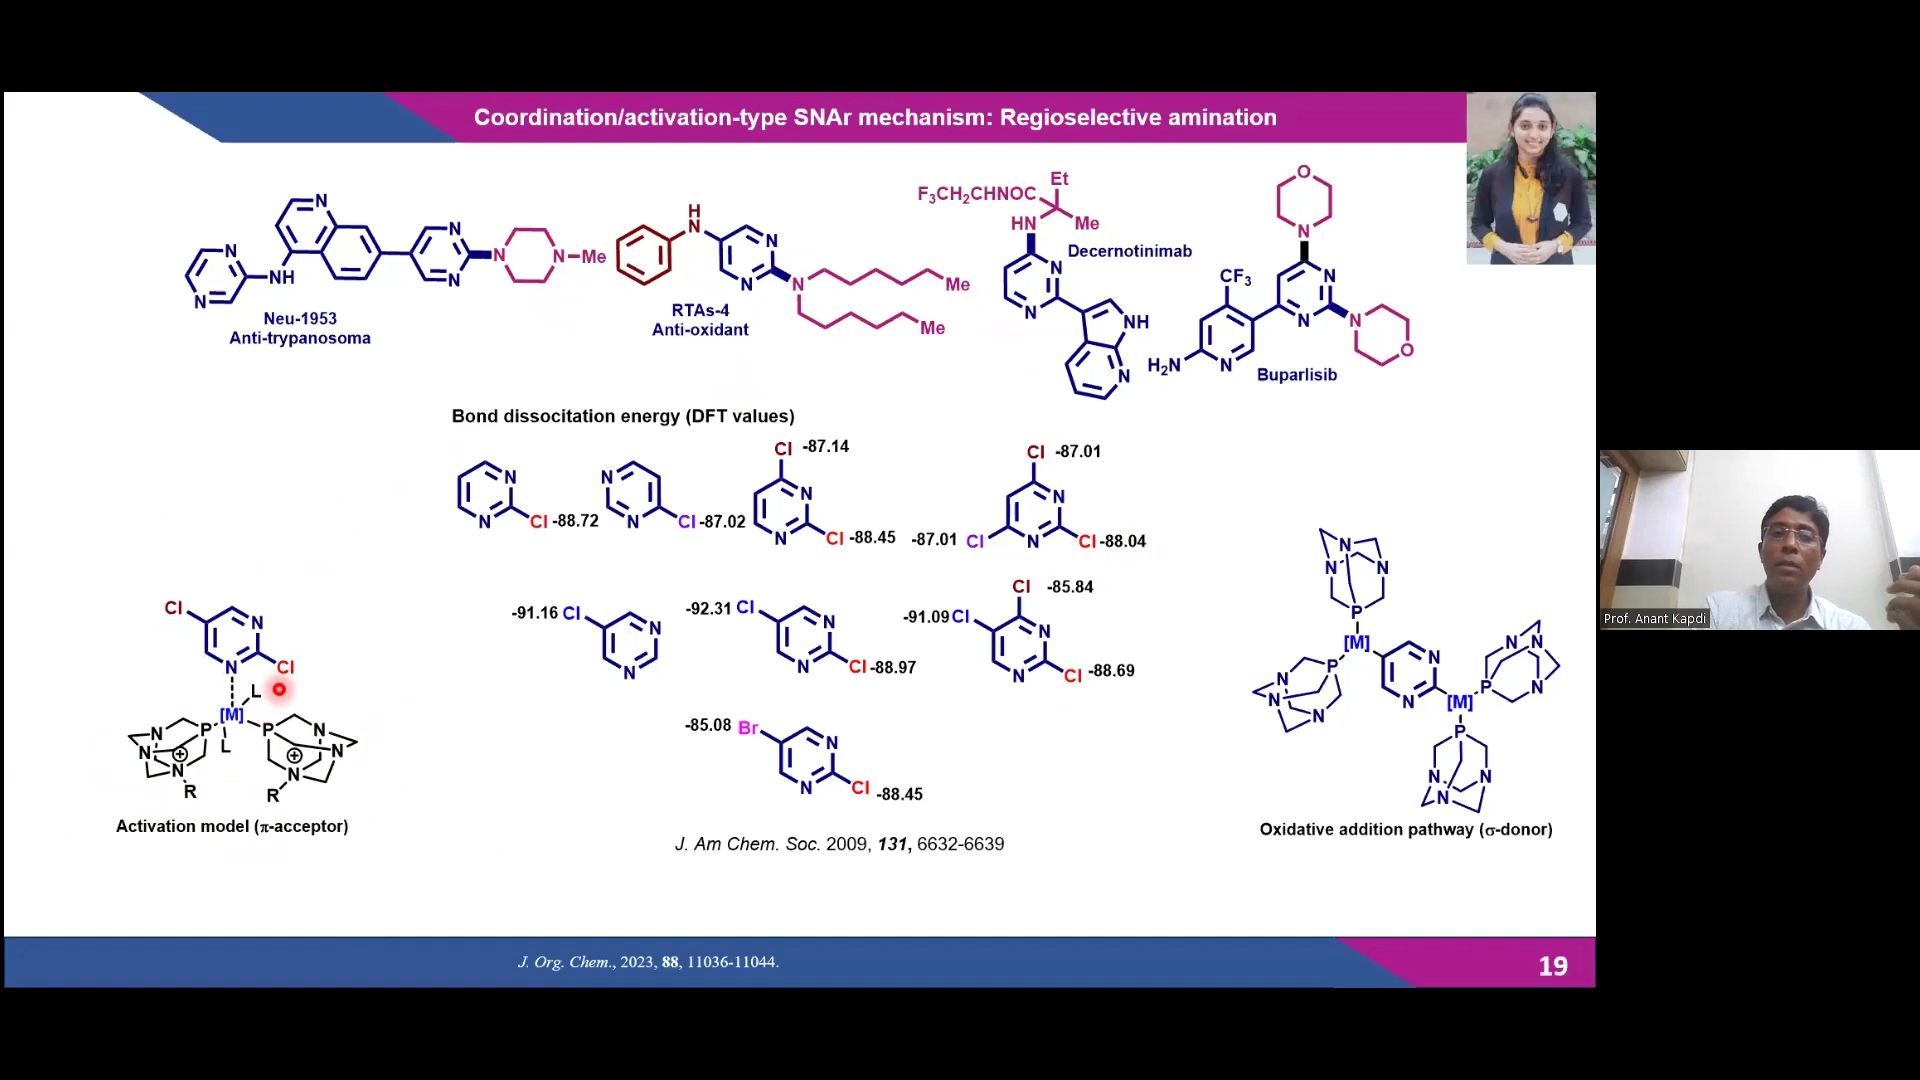 Coordination/activation-type SNAr mechanism: Regioselective amination
N
N
N
NH
N
N
N
N
Me
Neu-1953
Anti-trypanosoma
H
N
N
N
N
Me
Me
RTAs-4
Anti-oxidant
Et
F3CH2CHNOC
HN
Me
Decernotinimab
N
N
NH
N
O
N
CF3
N
N
N
O
H2N
N
Buparlisib
Bond dissocitation energy (DFT values)
N
N
Cl -88.72
N
N
Cl -87.02
Cl -87.14
N
N
Cl -88.45
Cl -87.01
N
-87.01 Cl
N
Cl -88.04
-91.16 Cl
N
N
-92.31 Cl
N
N
Cl -88.97
Cl -85.84
-91.09 Cl
N
N
Cl -88.69
-85.08 Br
N
N
Cl -88.45
J. Am Chem. Soc. 2009, 131, 6632-6639
Cl
N
N
Cl
L
[M]
P
P
L
N
N
N
N
N
N
R
R
Activation model (π-acceptor)
N
N
N
P
[M]
P
N
N
N
N
N
[M]
P
N
N
N
P
N
N
N
Oxidative addition pathway (σ-donor)
J. Org. Chem., 2023, 88, 11036-11044.
19
Prof. Anant Kapdi